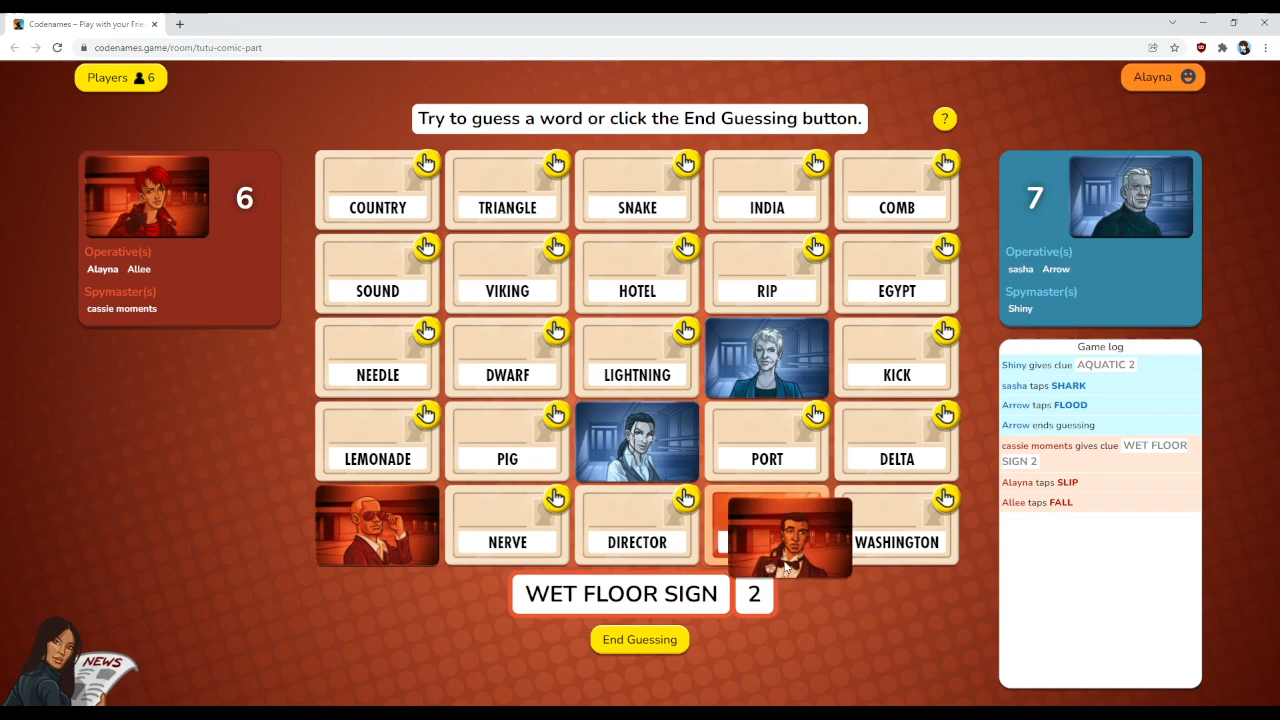 Codenames – Play with your Frie
codenames.game/room/tutu-comic-part
Players 6
Alayna
Try to guess a word or click the End Guessing button.
?
6
Operative(s)
Alayna Allee
Spymaster(s)
cassie moments
COUNTRY TRIANGLE SNAKE INDIA COMB
SOUND VIKING HOTEL RIP EGYPT
NEEDLE DWARF LIGHTNING KICK
LEMONADE PIG PORT DELTA
NERVE DIRECTOR WASHINGTON
7
Operative(s)
sasha Arrow
Spymaster(s)
Shiny
Game log
Shiny gives clue AQUATIC 2
sasha taps SHARK
Arrow taps FLOOD
Arrow ends guessing
cassie moments gives clue WET FLOOR
SIGN 2
Alayna taps SLIP
Allee taps FALL
WET FLOOR SIGN 2
End Guessing
NEWS